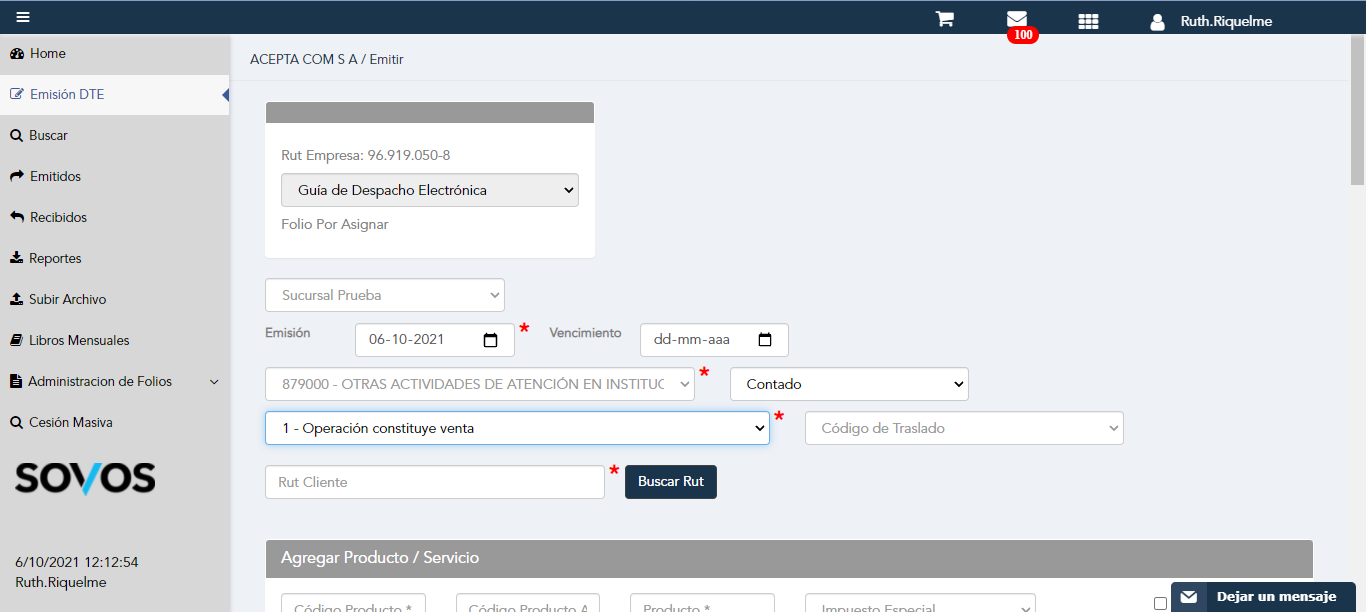 Ruth.Riquelme
100
Home
Emisión DTE
Buscar
Emitidos
Recibidos
Reportes
Subir Archivo
Libros Mensuales
Administracion de Folios
Cesión Masiva
SOVOS
6/10/2021 12:12:54
Ruth.Riquelme
ACEPTA COM S A / Emitir
Rut Empresa: 96.919.050-8
Guía de Despacho Electrónica
Folio Por Asignar
Sucursal Prueba
Emisión 06-10-2021 * Vencimiento dd-mm-aaa
879000 - OTRAS ACTIVIDADES DE ATENCIÓN EN INSTITUC * Contado
1 - Operación constituye venta * Código de Traslado
Rut Cliente * Buscar Rut
Agregar Producto / Servicio
Código Producto * Código Producto A Producto * Impuesto Especial
Dejar un mensaje